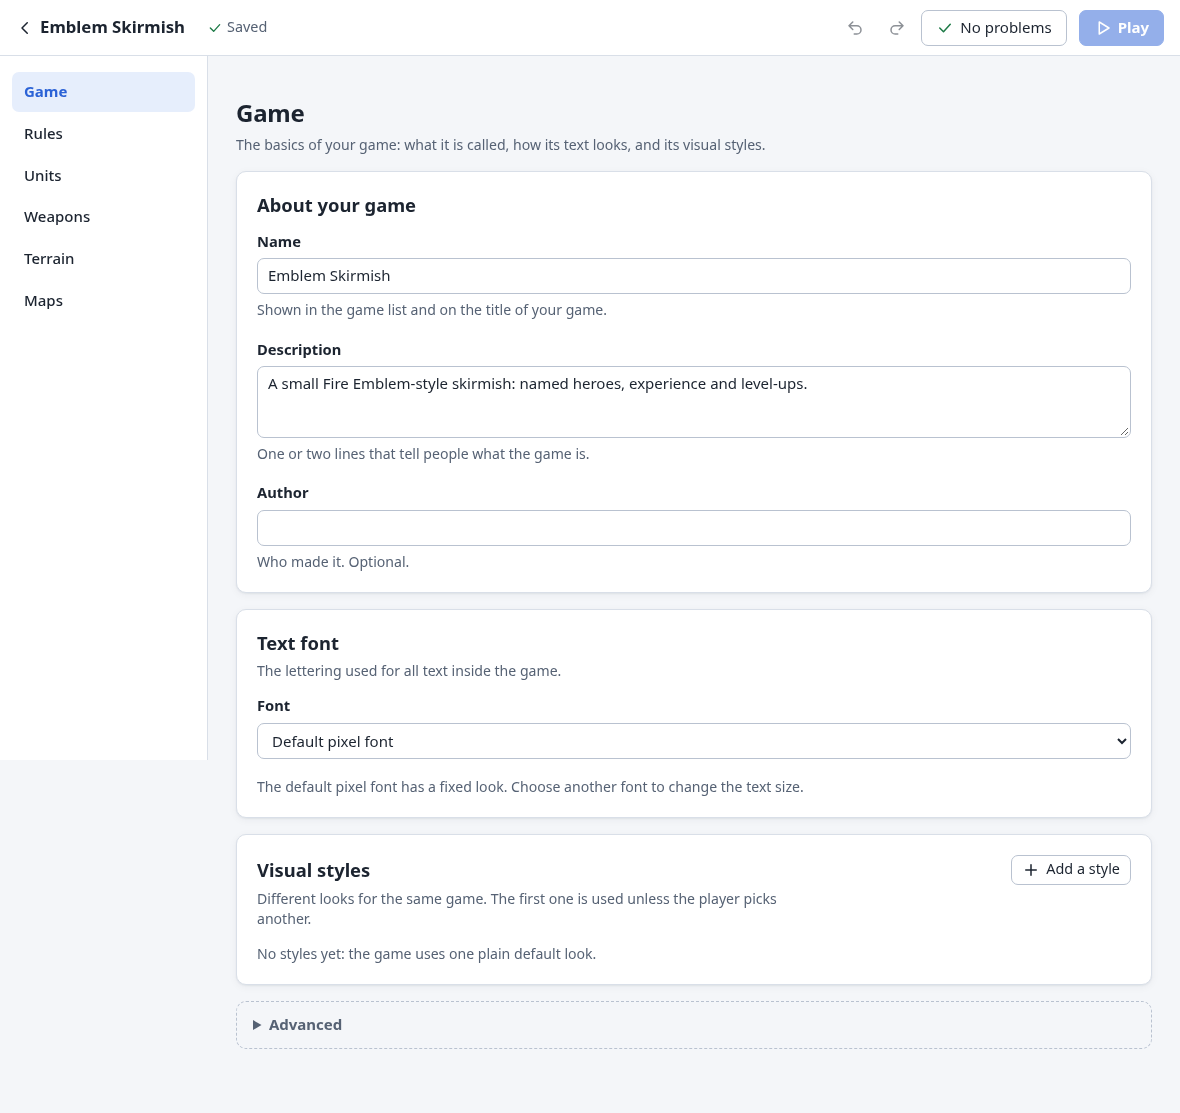 Emblem Skirmish
Saved
No problems
Play
Game
Rules
Units
Weapons
Terrain
Maps
Game
The basics of your game: what it is called, how its text looks, and its visual styles.
About your game
Name
Emblem Skirmish
Shown in the game list and on the title of your game.
Description
A small Fire Emblem-style skirmish: named heroes, experience and level-ups.
One or two lines that tell people what the game is.
Author
Who made it. Optional.
Text font
The lettering used for all text inside the game.
Font
Default pixel font
The default pixel font has a fixed look. Choose another font to change the text size.
Visual styles
Add a style
Different looks for the same game. The first one is used unless the player picks
another.
No styles yet: the game uses one plain default look.
Advanced